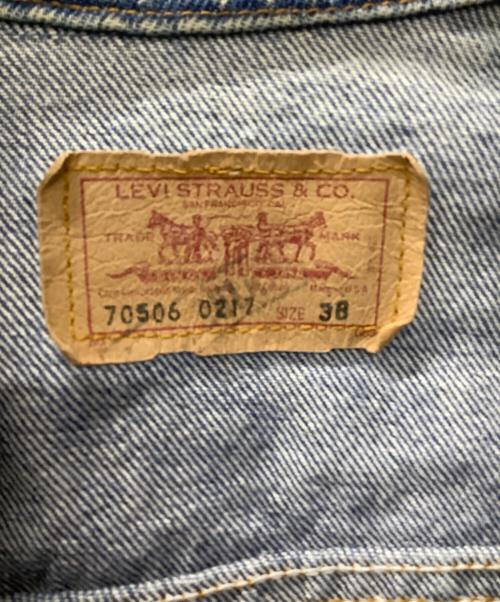 LEVI STRAUSS & CO.
SAN FRANCISCO, CAL.
TRADE MARK
70506 0217 SIZE 38